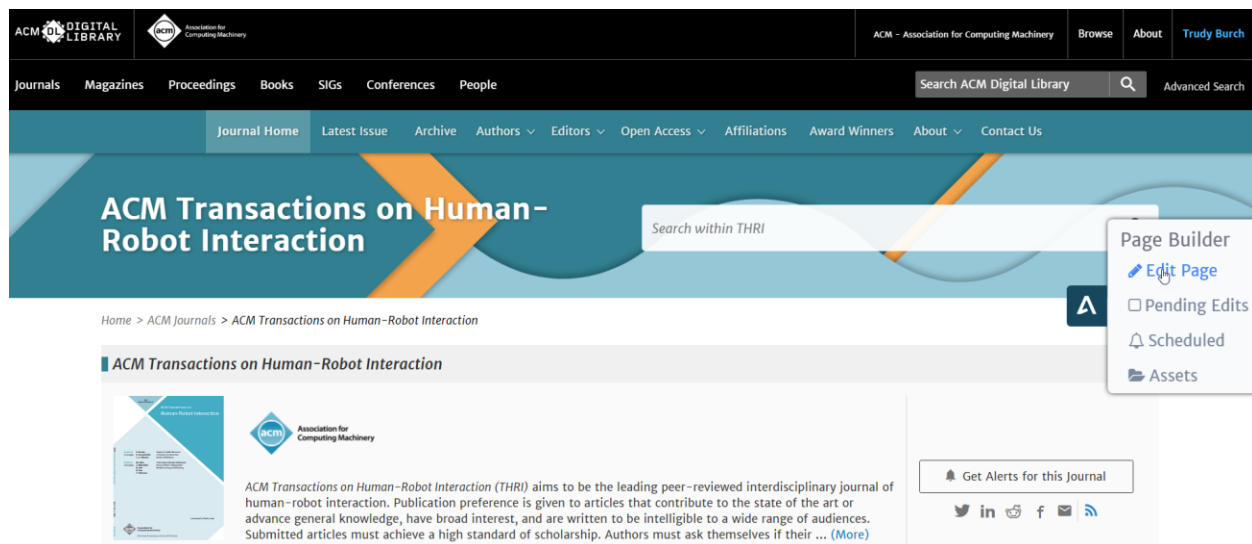 ACM DL DIGITAL LIBRARY
acm Association for Computing Machinery
ACM - Association for Computing Machinery Browse About Trudy Burch
Journals Magazines Proceedings Books SIGs Conferences People
Search ACM Digital Library Advanced Search
Journal Home Latest Issue Archive Authors Editors Open Access Affiliations Award Winners About Contact Us
ACM Transactions on Human-
Robot Interaction
Search within THRI
Page Builder
Edit Page
Pending Edits
Scheduled
Assets
Home > ACM Journals > ACM Transactions on Human-Robot Interaction
ACM Transactions on Human-Robot Interaction
Human-Robot Interaction
acm Association for
Computing Machinery
ACM Transactions on Human-Robot Interaction (THRI) aims to be the leading peer-reviewed interdisciplinary journal of
human-robot interaction. Publication preference is given to articles that contribute to the state of the art or
advance general knowledge, have broad interest, and are written to be intelligible to a wide range of audiences.
Submitted articles must achieve a high standard of scholarship. Authors must ask themselves if their ... (More)
Get Alerts for this Journal